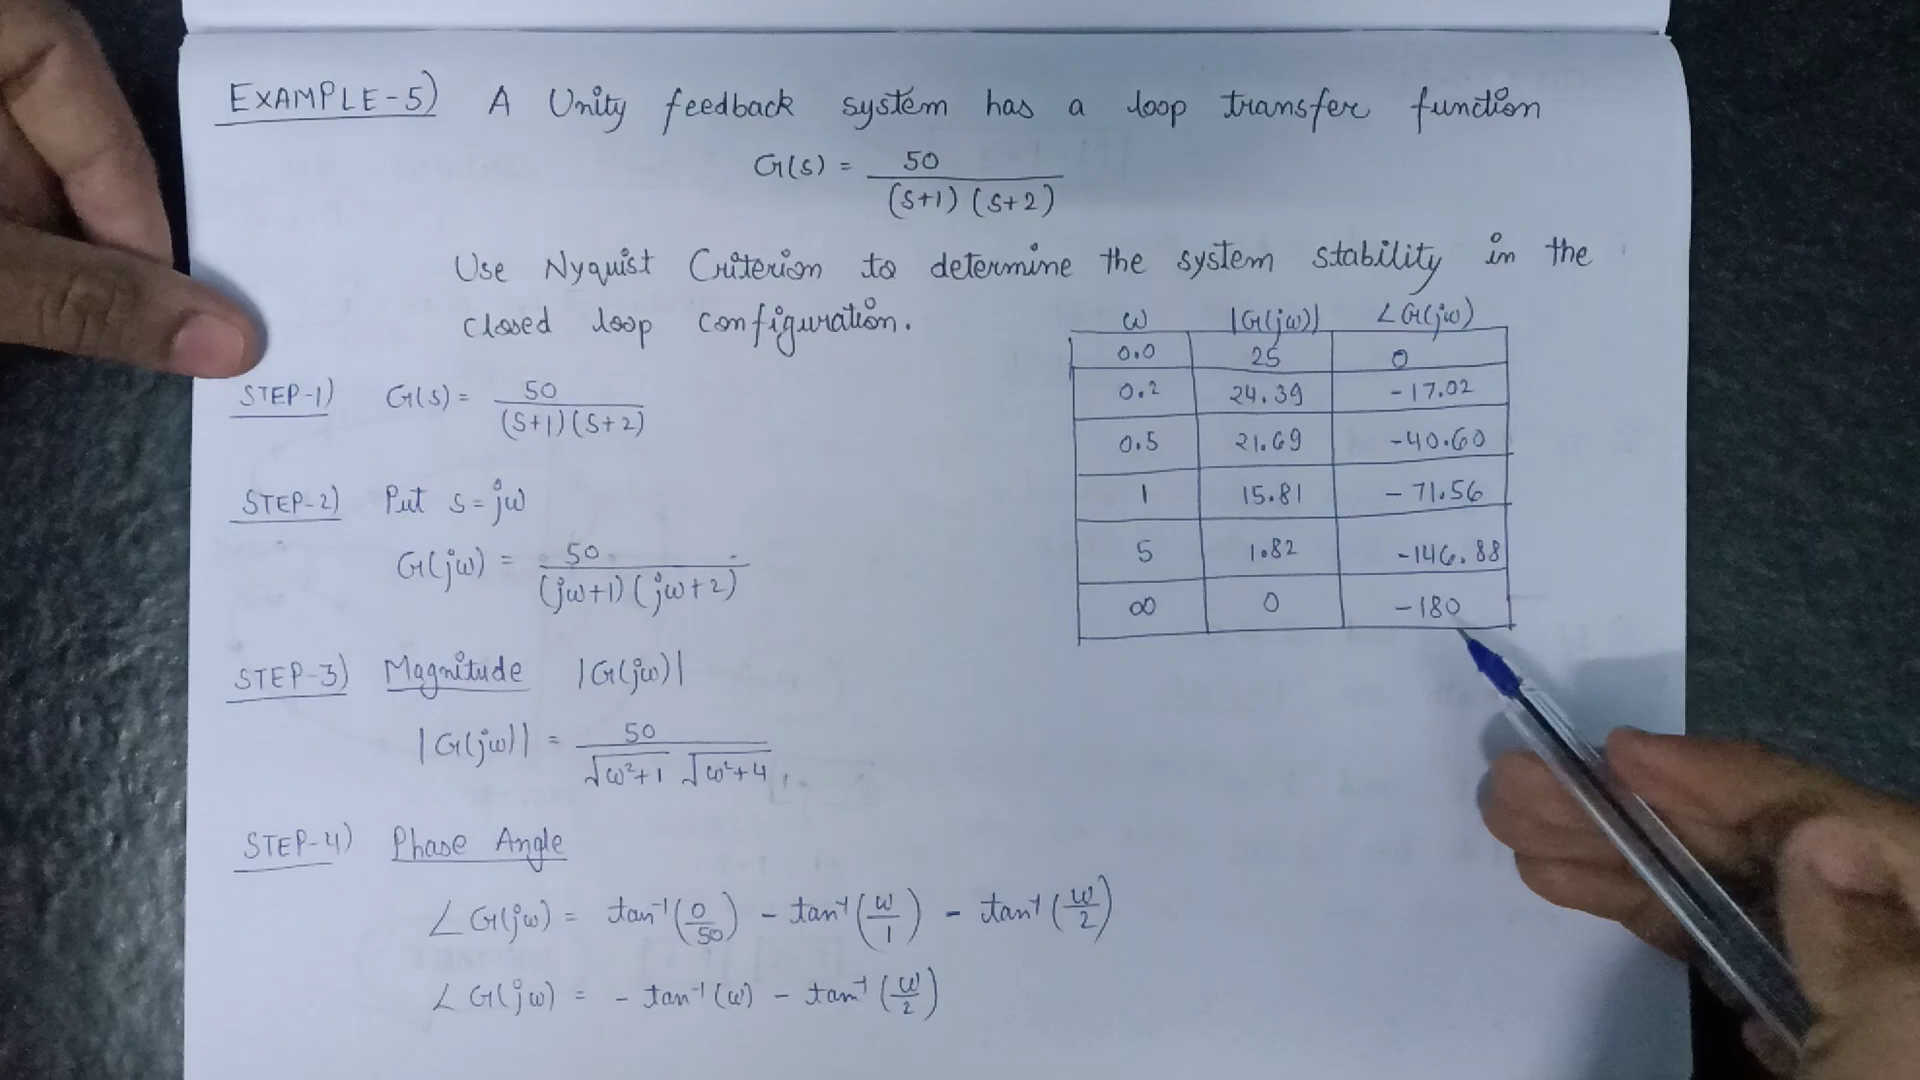 EXAMPLE-5) A Unity feedback system has a loop transfer function
G(s) = 50 / (s+1) (s+2)
Use Nyquist Criterion to determine the system stability in the
closed loop configuration.
ω |G(jω)| ∠G(jω)
0.0 25 0
0.2 24.39 -17.02
0.5 21.69 -40.60
1 15.81 -71.56
5 1.82 -146.88
∞ 0 -180
STEP-1) G(s) = 50 / (s+1)(s+2)
STEP-2) Put s=jω
G(jω) = 50 / (jω+1) (jω+2)
STEP-3) Magnitude |G(jω)|
|G(jω)| = 50 / √ω²+1 √ω²+4
STEP-4) Phase Angle
∠G(jω) = tan⁻¹(0/50) - tan⁻¹(ω/1) - tan⁻¹(ω/2)
∠G(jω) = - tan⁻¹(ω) - tan⁻¹(ω/2)